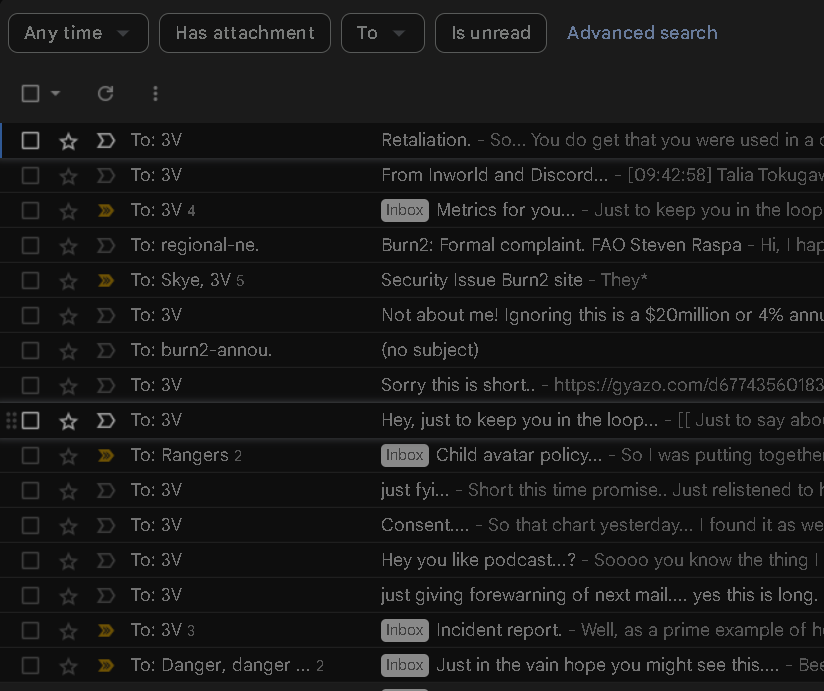 Any time Has attachment To Is unread Advanced search
To: 3V Retaliation. - So... You do get that you were used in a
To: 3V From Inworld and Discord... - [09:42:58] Talia Tokugaw
To: 3V 4 Inbox Metrics for you... - Just to keep you in the loop
To: regional-ne. Burn2: Formal complaint. FAO Steven Raspa - Hi, I hap
To: Skye, 3V 5 Security Issue Burn2 site - They*
To: 3V Not about me! Ignoring this is a $20million or 4% annu
To: burn2-annou. (no subject)
To: 3V Sorry this is short.. - https://gyazo.com/d67743560183
To: 3V Hey, just to keep you in the loop... - [[ Just to say abo
To: Rangers 2 Inbox Child avatar policy... - So I was putting together
To: 3V just fyi... - Short this time promise.. Just relistened to
To: 3V Consent.... - So that chart yesterday... I found it as we
To: 3V Hey you like podcast...? - Soooo you know the thing I
To: 3V just giving forewarning of next mail.... yes this is long.
To: 3V 3 Inbox Incident report. - Well, as a prime example of
To: Danger, danger ... 2 Inbox Just in the vain hope you might see this.... - Bee